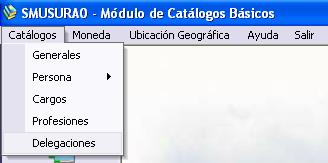 SMUSURA0 - Módulo de Catálogos Básicos
Catálogos Moneda Ubicación Geográfica Ayuda Salir
Generales
Persona
Cargos
Profesiones
Delegaciones